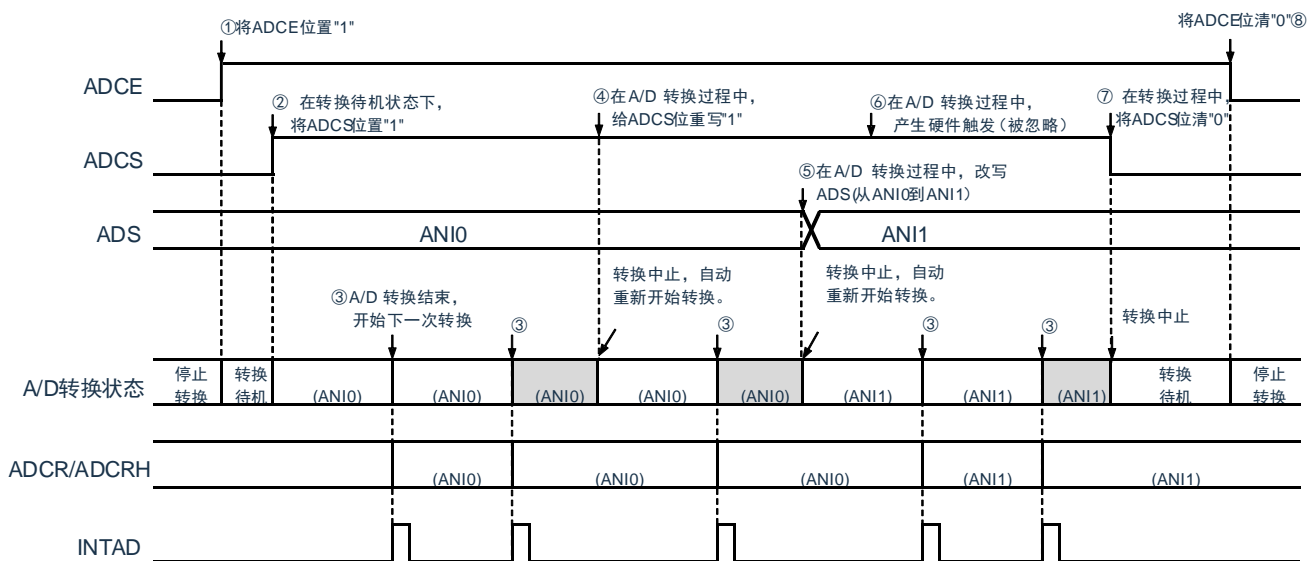 ①将ADCE位置"1"
将ADCE位清"0"⑧
ADCE
② 在转换待机状态下，
将ADCS位置"1"
④在A/D 转换过程中，
给ADCS位重写"1"
⑥在A/D 转换过程中，
产生硬件触发（被忽略）
⑦ 在转换过程中，
将ADCS位清"0"
ADCS
⑤在A/D 转换过程中，改写
ADS(从ANI0到ANI1）
ADS
ANI0
ANI1
③A/D 转换结束，
开始下一次转换
③
转换中止，自动
重新开始转换。
③
转换中止，自动
重新开始转换。
③
③
转换中止
A/D转换状态
停止
转换
转换
待机
(ANI0)
(ANI0)
(ANI0)
(ANI0)
(ANI0)
(ANI1)
(ANI1)
(ANI1)
转换
待机
停止
转换
ADCR/ADCRH
(ANI0)
(ANI0)
(ANI0)
(ANI1)
(ANI1)
INTAD